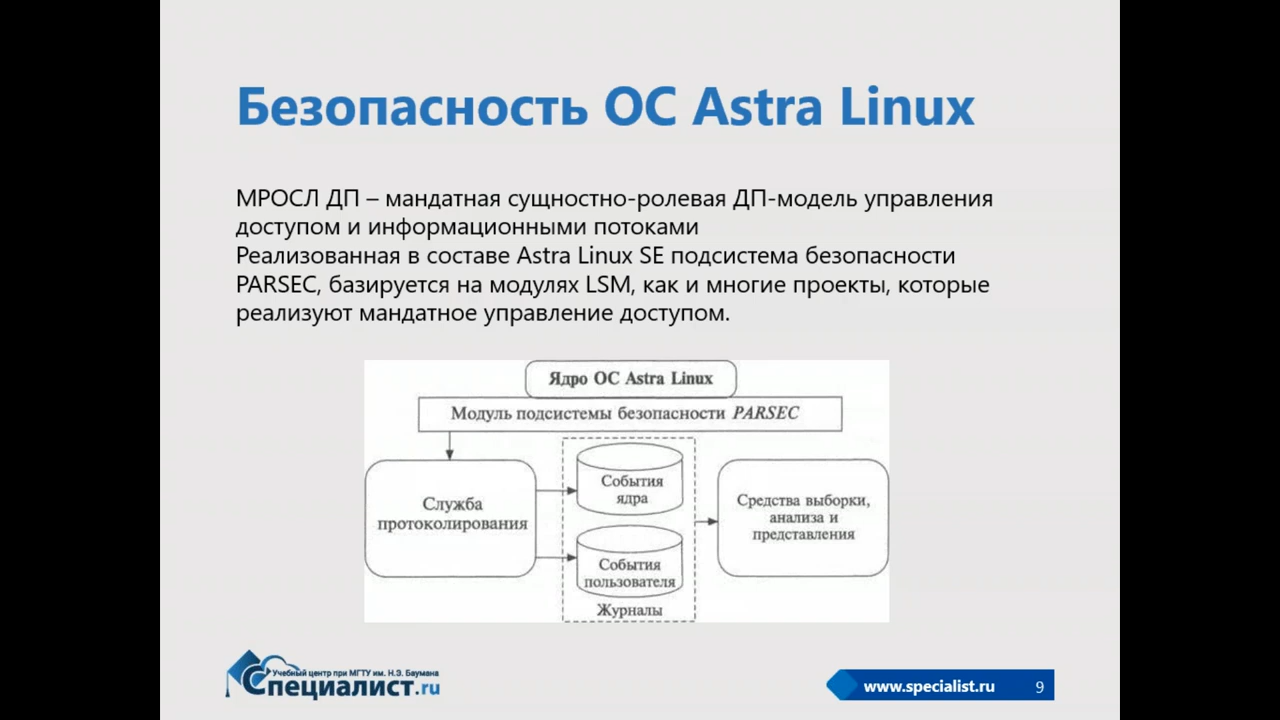 Безопасность ОС Astra Linux
МРОСЛ ДП – мандатная сущностно-ролевая ДП-модель управления
доступом и информационными потоками
Реализованная в составе Astra Linux SE подсистема безопасности
PARSEC, базируется на модулях LSM, как и многие проекты, которые
реализуют мандатное управление доступом.
Ядро ОС Astra Linux
Модуль подсистемы безопасности PARSEC
Служба
протоколирования
События
ядра
События
пользователя
Журналы
Средства выборки,
анализа и
представления
Учебный центр при МГТУ им. Н.Э. Баумана
Специалист.ru
www.specialist.ru
9